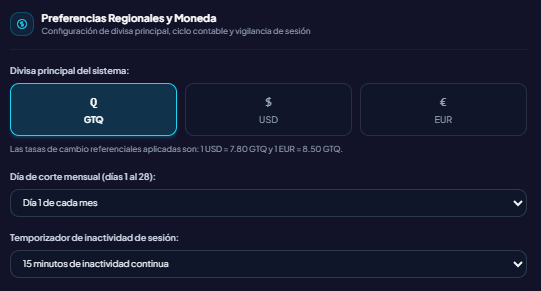 Preferencias Regionales y Moneda
Configuración de divisa principal, ciclo contable y vigilancia de sesión
Divisa principal del sistema:
Q $ €
GTQ USD EUR
Las tasas de cambio referenciales aplicadas son: 1 USD = 7.80 GTQ y 1 EUR = 8.50 GTQ.
Día de corte mensual (días 1 al 28):
Día 1 de cada mes
Temporizador de inactividad de sesión:
15 minutos de inactividad continua